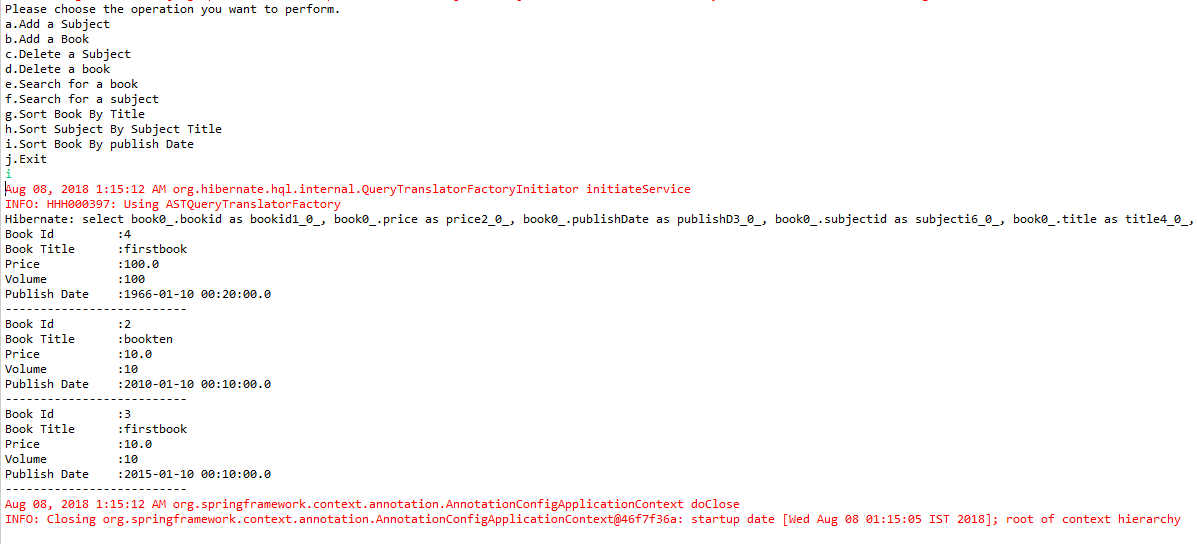 Please choose the operation you want to perform.
a.Add a Subject
b.Add a Book
c.Delete a Subject
d.Delete a book
e.Search for a book
f.Search for a subject
g.Sort Book By Title
h.Sort Subject By Subject Title
i.Sort Book By publish Date
j.Exit
i
Aug 08, 2018 1:15:12 AM org.hibernate.hql.internal.QueryTranslatorFactoryInitiator initiateService
INFO: HHH000397: Using ASTQueryTranslatorFactory
Hibernate: select book0_.bookid as bookid1_0_, book0_.price as price2_0_, book0_.publishDate as publishD3_0_, book0_.subjectid as subjecti6_0_, book0_.title as title4_0_,
Book Id :4
Book Title :firstbook
Price :100.0
Volume :100
Publish Date :1966-01-10 00:20:00.0
--------------------------
Book Id :2
Book Title :bookten
Price :10.0
Volume :10
Publish Date :2010-01-10 00:10:00.0
--------------------------
Book Id :3
Book Title :firstbook
Price :10.0
Volume :10
Publish Date :2015-01-10 00:10:00.0
--------------------------
Aug 08, 2018 1:15:12 AM org.springframework.context.annotation.AnnotationConfigApplicationContext doClose
INFO: Closing org.springframework.context.annotation.AnnotationConfigApplicationContext@46f7f36a: startup date [Wed Aug 08 01:15:05 IST 2018]; root of context hierarchy